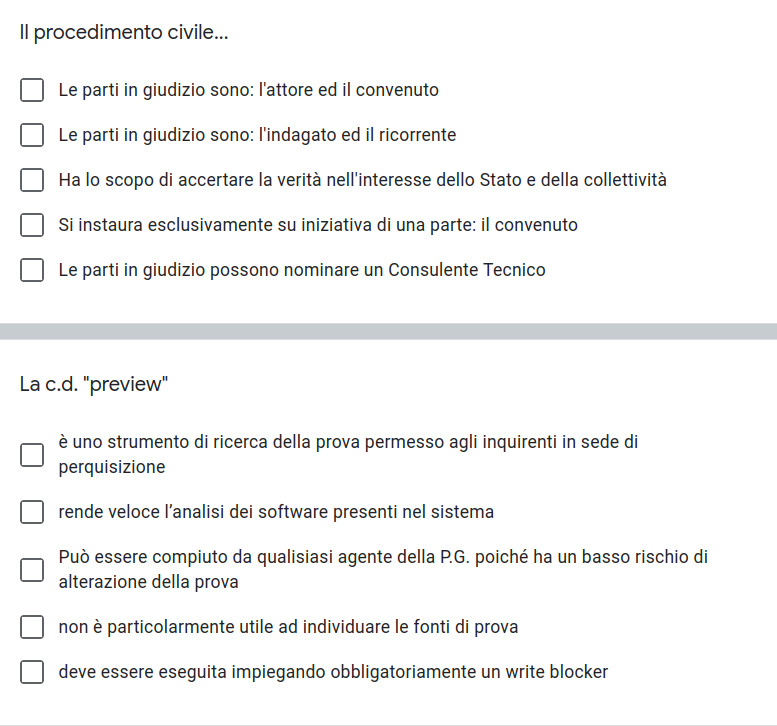 Il procedimento civile...
Le parti in giudizio sono: l'attore ed il convenuto
Le parti in giudizio sono: l'indagato ed il ricorrente
Ha lo scopo di accertare la verità nell'interesse dello Stato e della collettività
Si instaura esclusivamente su iniziativa di una parte: il convenuto
Le parti in giudizio possono nominare un Consulente Tecnico
La c.d. "preview"
è uno strumento di ricerca della prova permesso agli inquirenti in sede di
perquisizione
rende veloce l’analisi dei software presenti nel sistema
Può essere compiuto da qualisiasi agente della P.G. poiché ha un basso rischio di
alterazione della prova
non è particolarmente utile ad individuare le fonti di prova
deve essere eseguita impiegando obbligatoriamente un write blocker